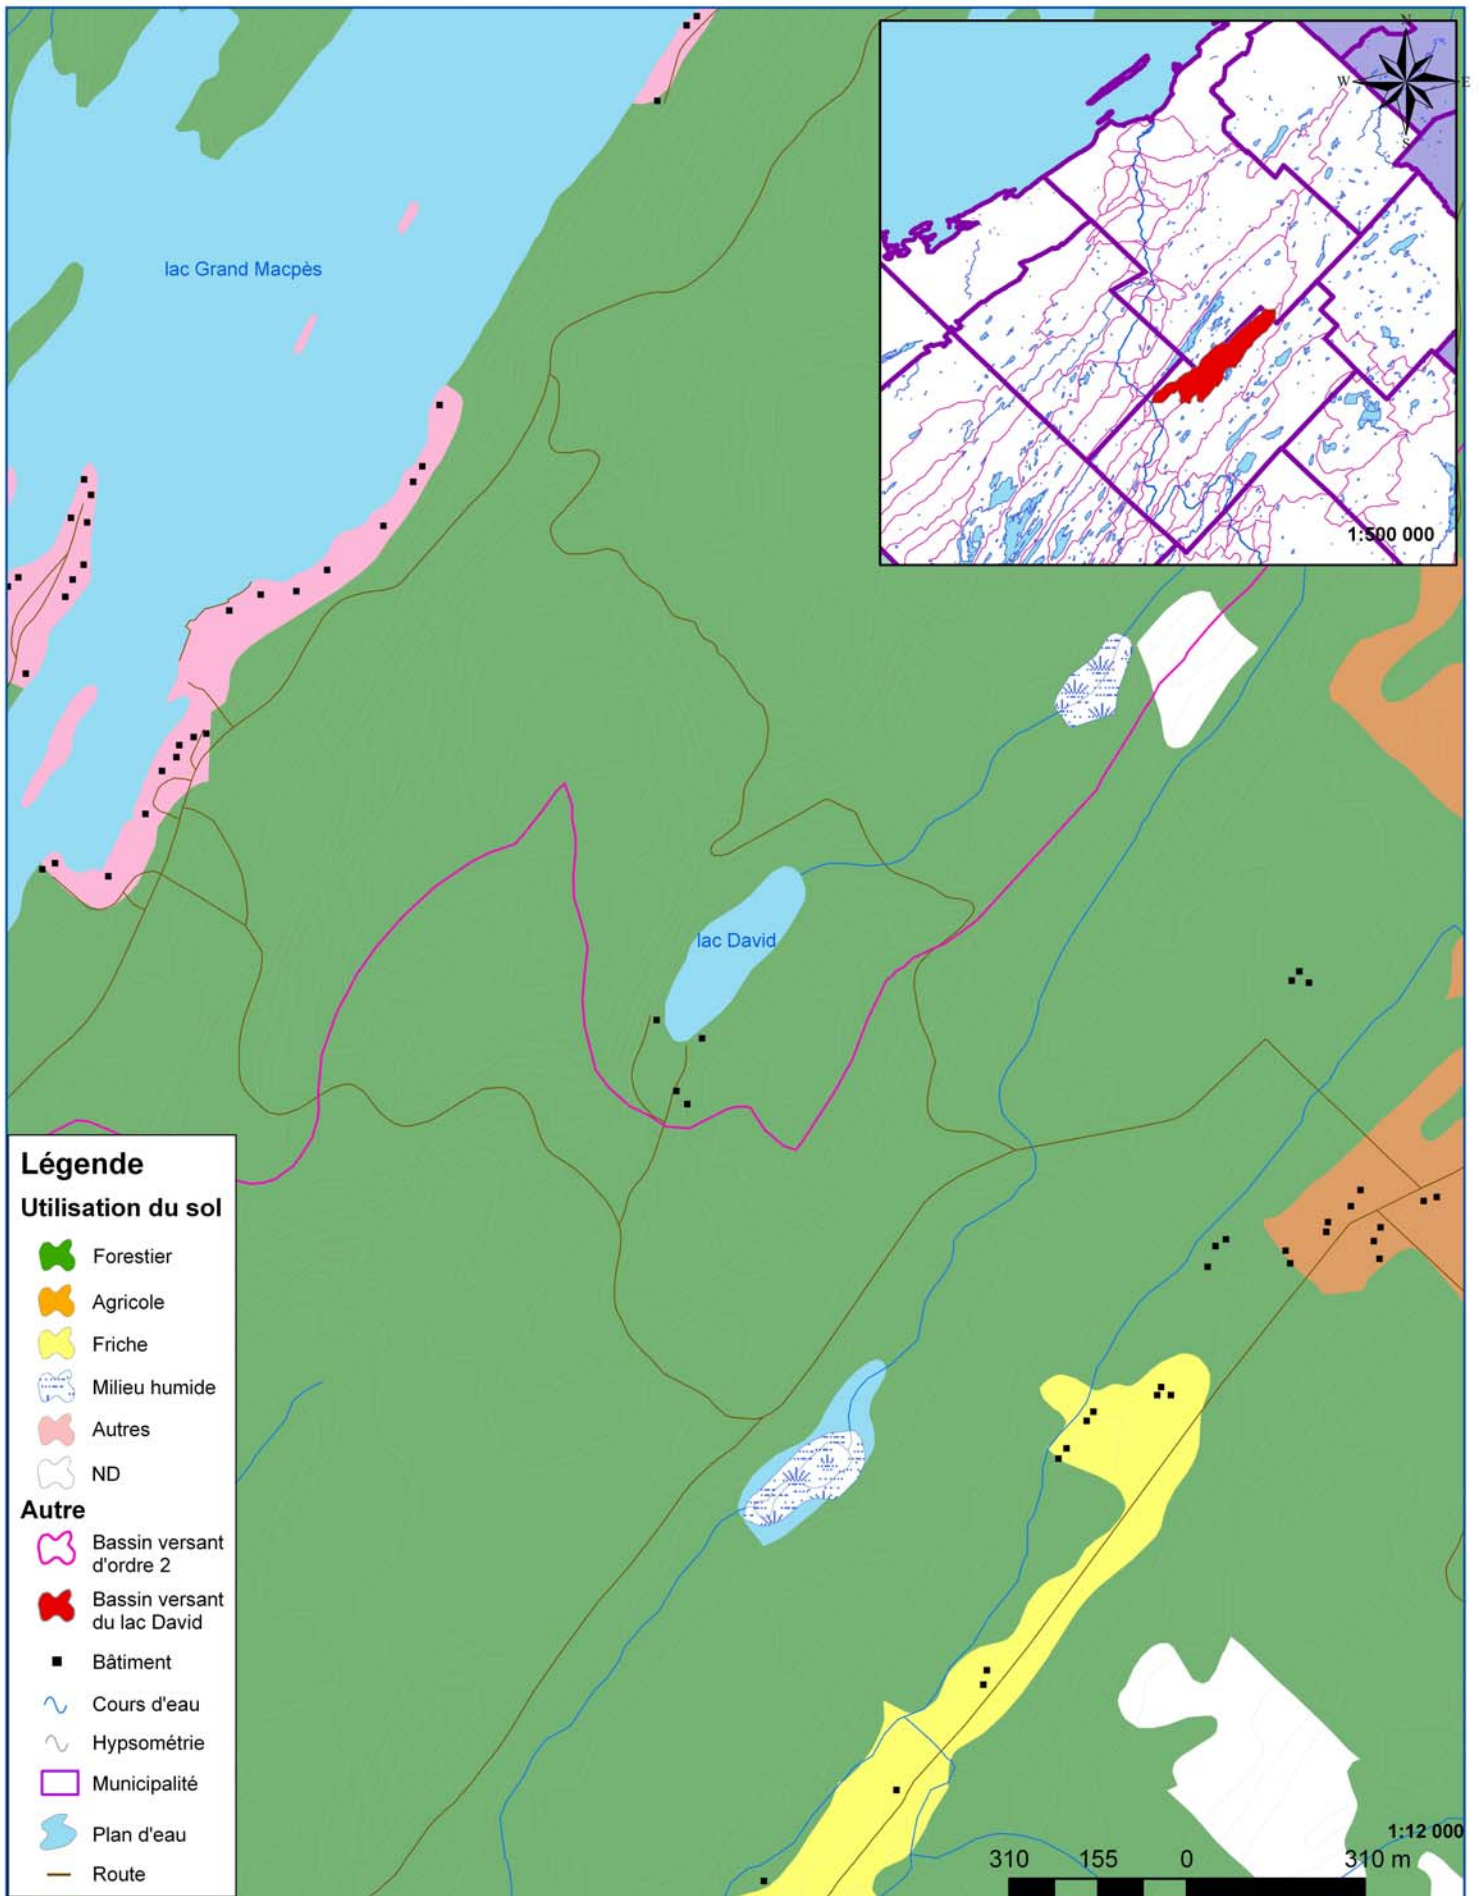 N
W
E
S
lac Grand Macpès
1:500 000
lac David
Légende
Utilisation du sol
Forestier
Agricole
Friche
Milieu humide
Autres
ND
Autre
Bassin versant
d'ordre 2
Bassin versant
du lac David
Bâtiment
Cours d'eau
Hypsométrie
Municipalité
Plan d'eau
Route
1:12 000
310 155 0 310 m